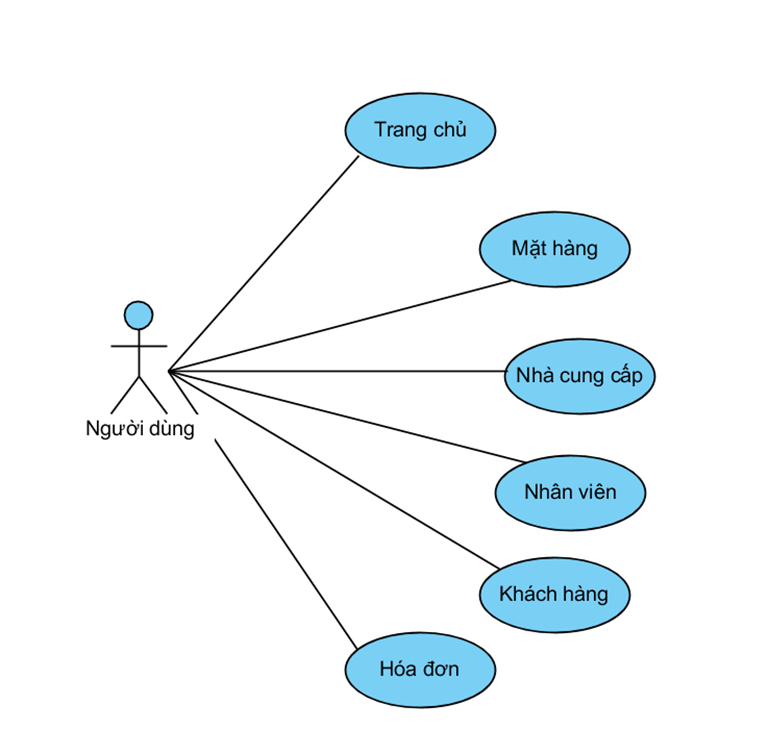 Trang chủ
Mặt hàng
Nhà cung cấp
Người dùng
Nhân viên
Khách hàng
Hóa đơn